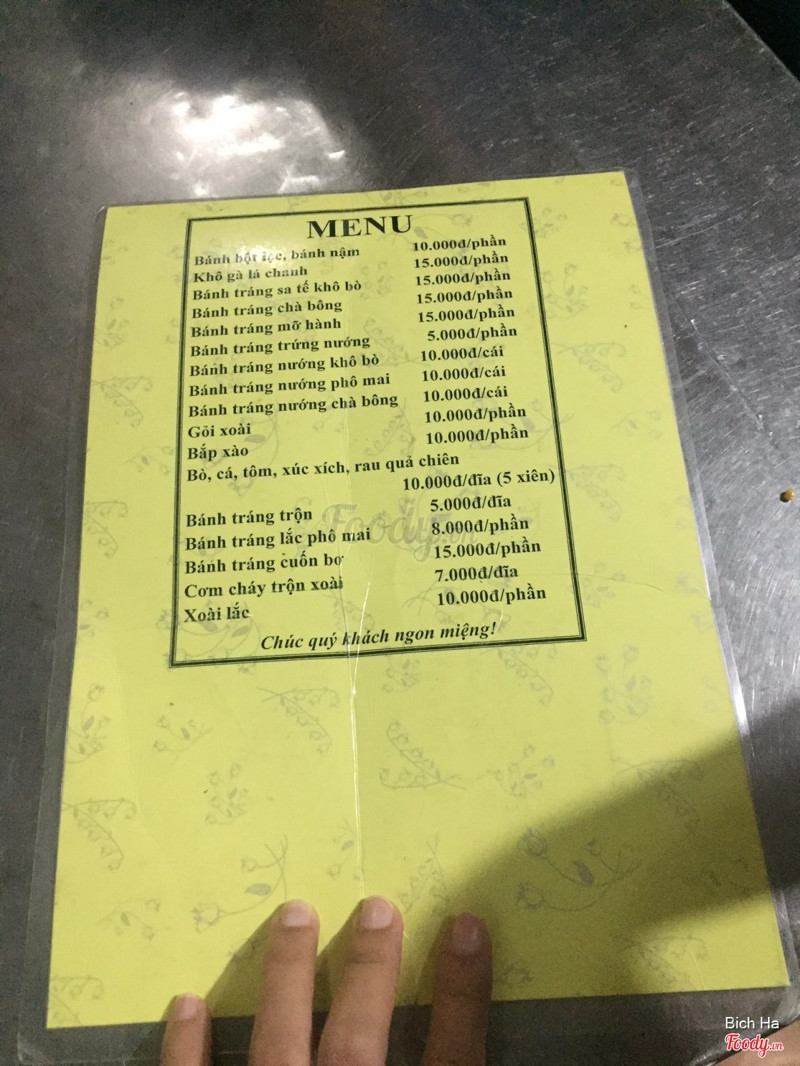 MENU
Bánh bột lọc, bánh nậm 10.000đ/phần
Khô gà lá chanh 15.000đ/phần
Bánh tráng sa tế khô bò 15.000đ/phần
Bánh tráng chà bông 15.000đ/phần
Bánh tráng mỡ hành 15.000đ/phần
Bánh tráng trứng nướng 5.000đ/phần
Bánh tráng nướng khô bò 10.000đ/cái
Bánh tráng nướng phô mai 10.000đ/cái
Bánh tráng nướng chà bông 10.000đ/cái
Gỏi xoài 10.000đ/phần
Bắp xào 10.000đ/phần
Bò, cá, tôm, xúc xích, rau quả chiên
10.000đ/đĩa (5 xiên)
Bánh tráng trộn 5.000đ/đĩa
Bánh tráng lắc phô mai 8.000đ/phần
Bánh tráng cuốn bơ 15.000đ/phần
Cơm cháy trộn xoài 7.000đ/đĩa
Xoài lắc 10.000đ/phần
Chúc quý khách ngon miệng!
Foody.vn
Bich Ha
Foody.vn